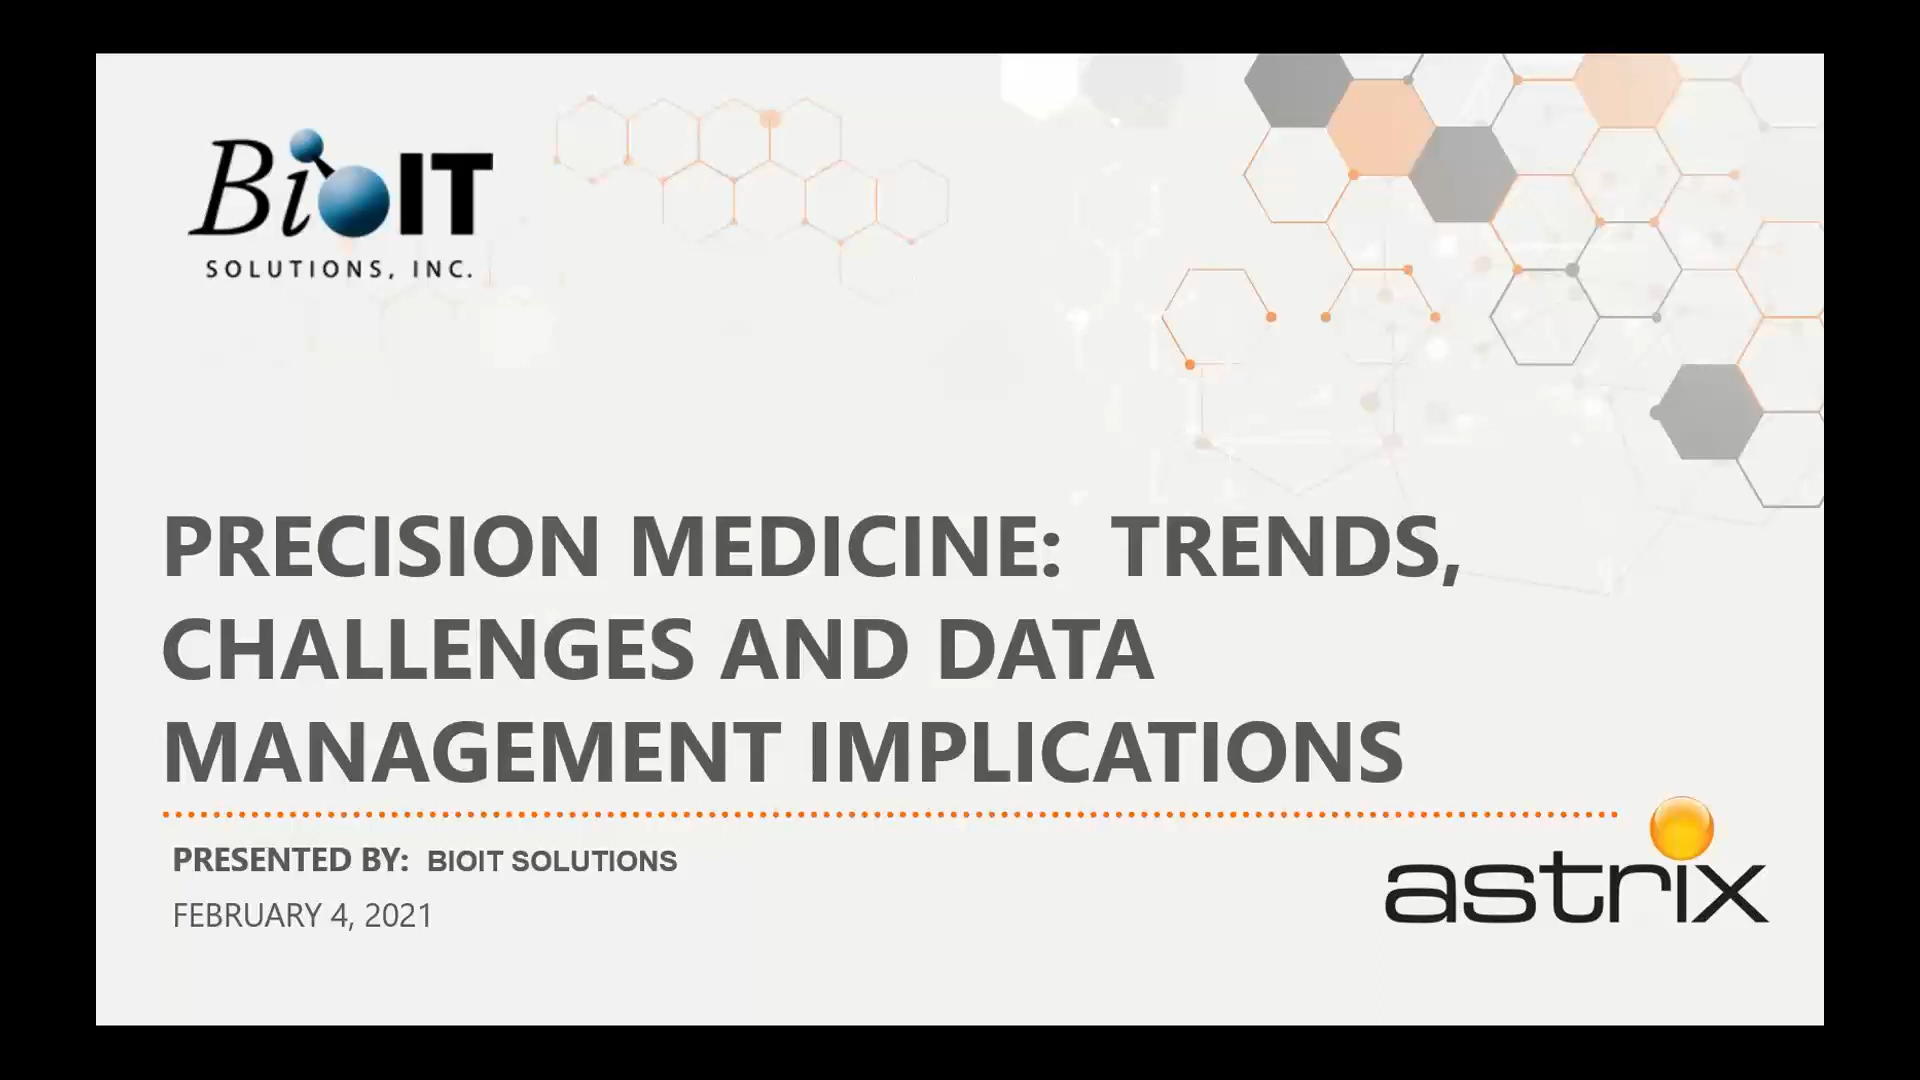 BioIT
SOLUTIONS, INC.
PRECISION MEDICINE: TRENDS,
CHALLENGES AND DATA
MANAGEMENT IMPLICATIONS
PRESENTED BY: BIOIT SOLUTIONS
FEBRUARY 4, 2021
astrix